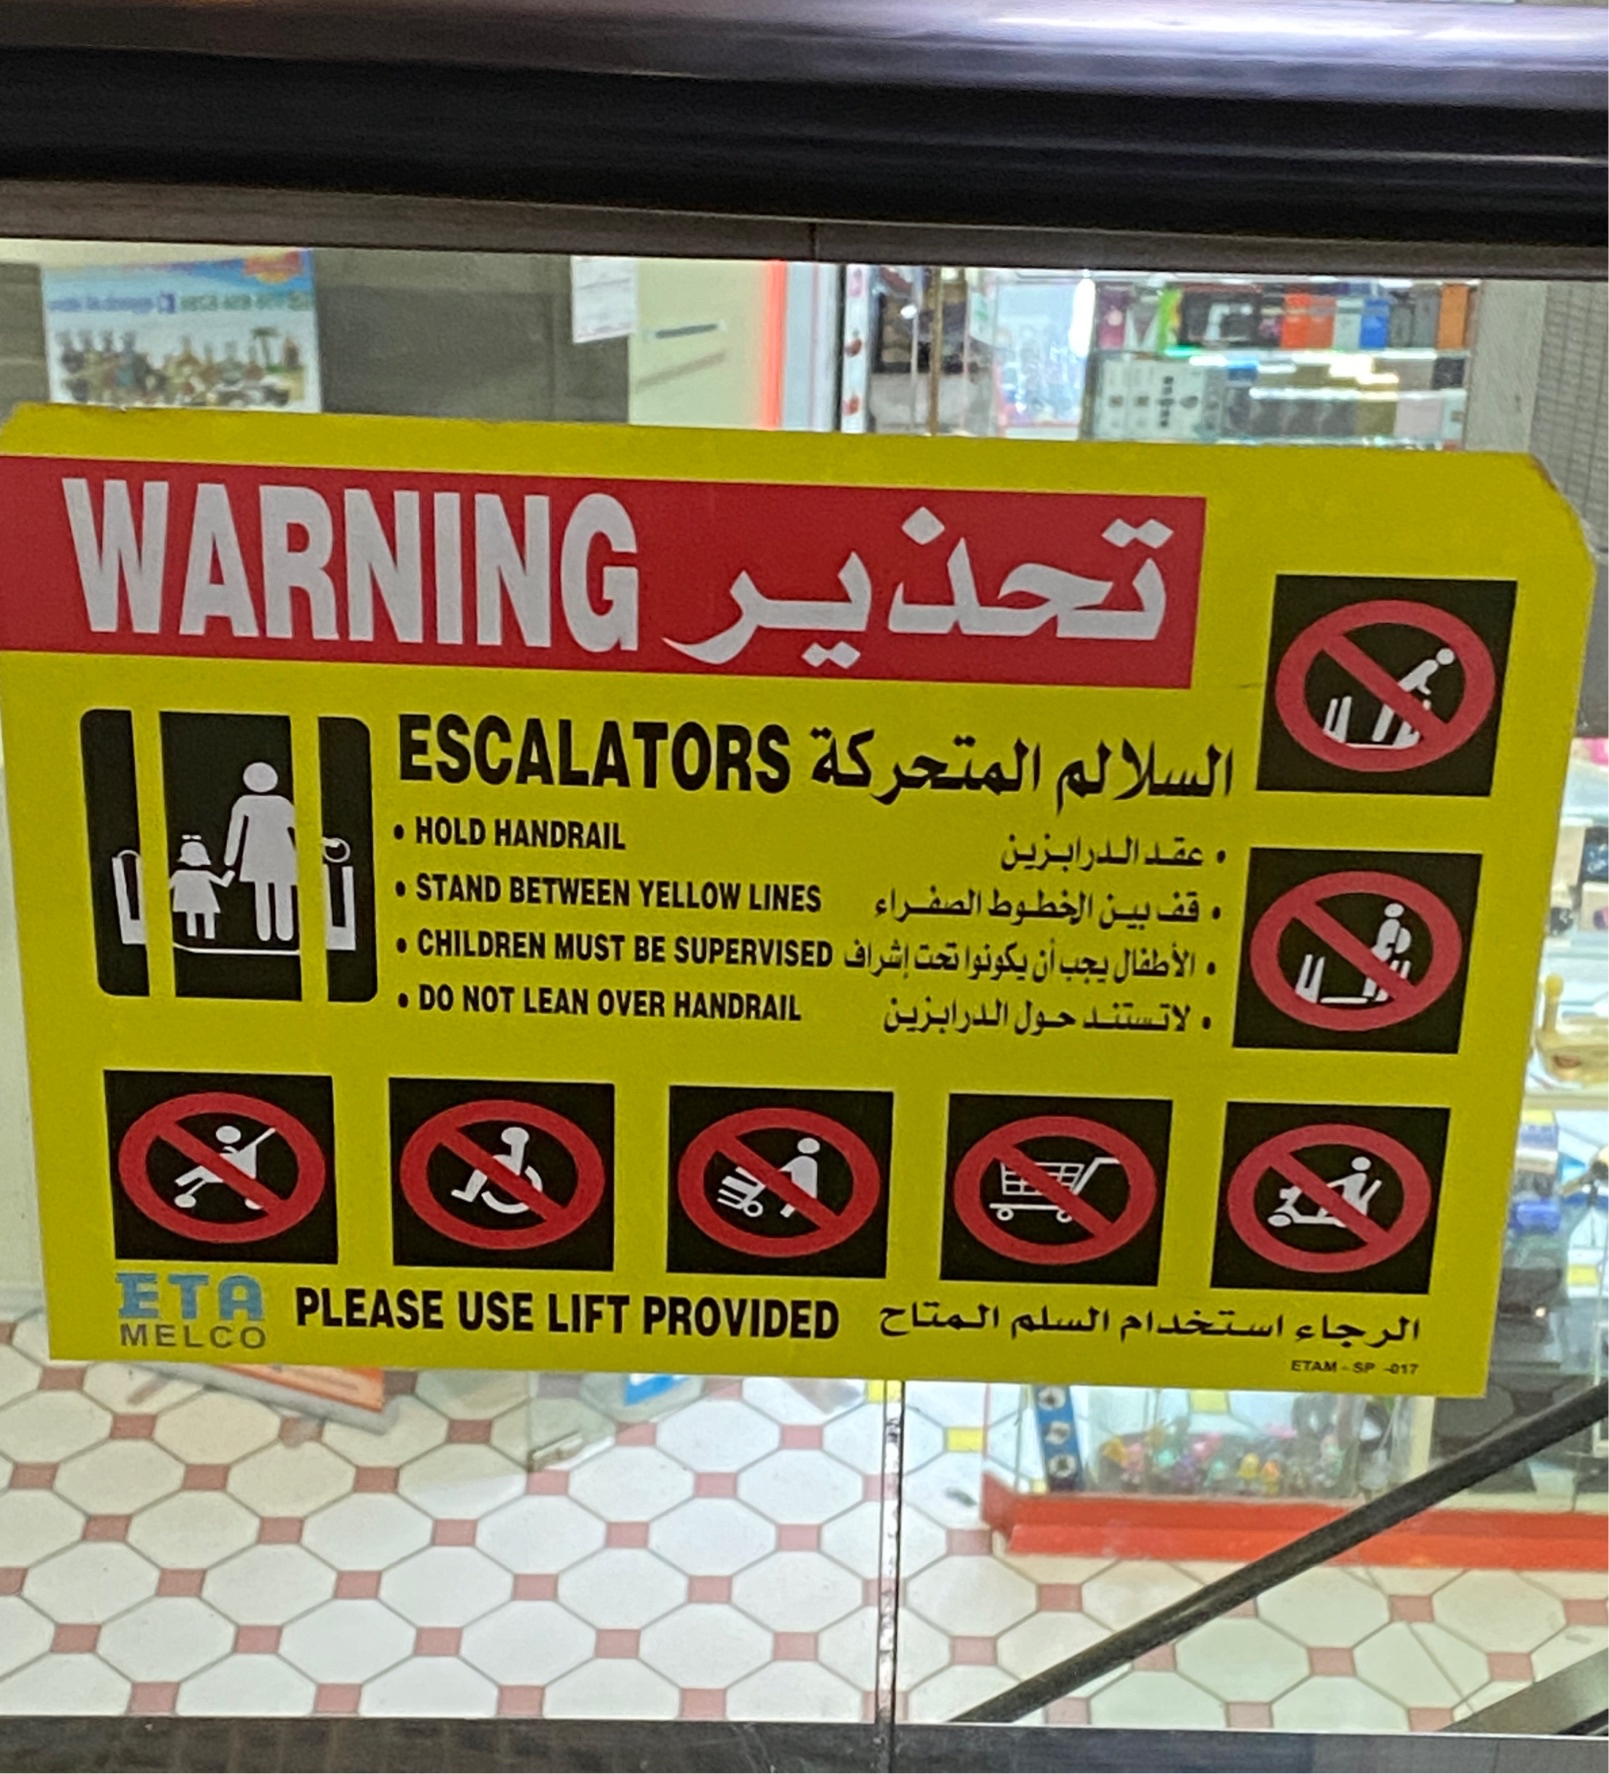 WARNING تحذير
ESCALATORS السلالم المتحركة
• HOLD HANDRAIL
• عقد الدرابزين
• STAND BETWEEN YELLOW LINES
• قف بين الخطوط الصفراء
• CHILDREN MUST BE SUPERVISED
• الأطفال يجب أن يكونوا تحت إشراف
• DO NOT LEAN OVER HANDRAIL
• لاتستند حول الدرابزين
ETA
MELCO
PLEASE USE LIFT PROVIDED الرجاء استخدام السلم المتاح
ETAM - SP -017